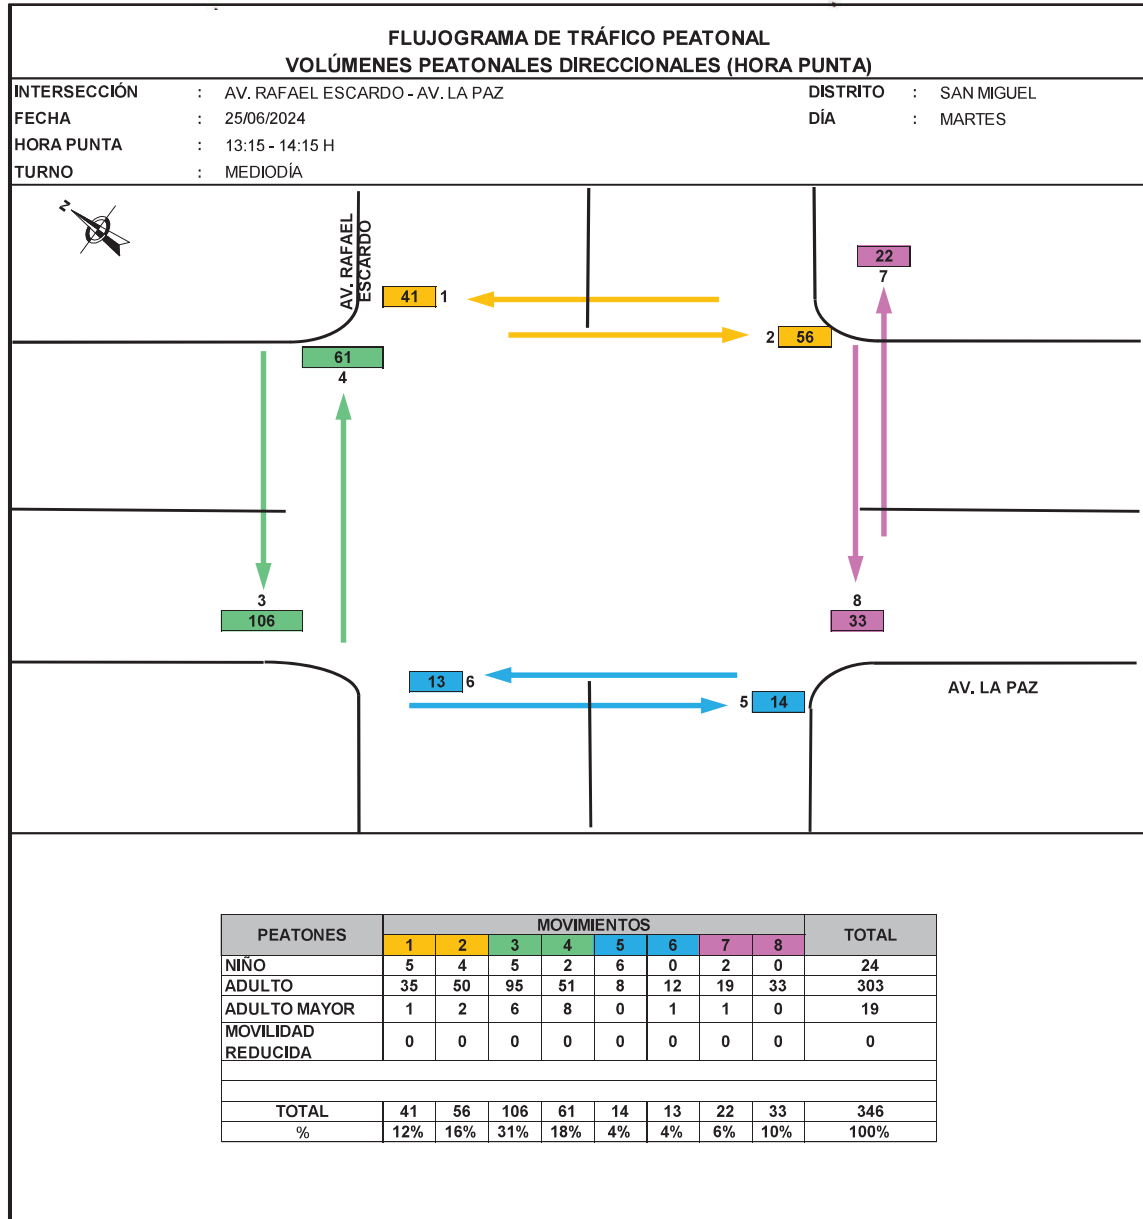 FLUJOGRAMA DE TRÁFICO PEATONAL
VOLÚMENES PEATONALES DIRECCIONALES (HORA PUNTA)
INTERSECCIÓN : AV. RAFAEL ESCARDO - AV. LA PAZ DISTRITO : SAN MIGUEL
FECHA : 25/06/2024 DÍA : MARTES
HORA PUNTA : 13:15 - 14:15 H
TURNO : MEDIODÍA
N
AV. RAFAEL
ESCARDO
22
7
41 1
2 56
61
4
3
106
8
33
13 6
5 14
AV. LA PAZ
PEATONES MOVIMIENTOS TOTAL
1 2 3 4 5 6 7 8
NIÑO 5 4 5 2 6 0 2 0 24
ADULTO 35 50 95 51 8 12 19 33 303
ADULTO MAYOR 1 2 6 8 0 1 1 0 19
MOVILIDAD
REDUCIDA 0 0 0 0 0 0 0 0 0
TOTAL 41 56 106 61 14 13 22 33 346
% 12% 16% 31% 18% 4% 4% 6% 10% 100%